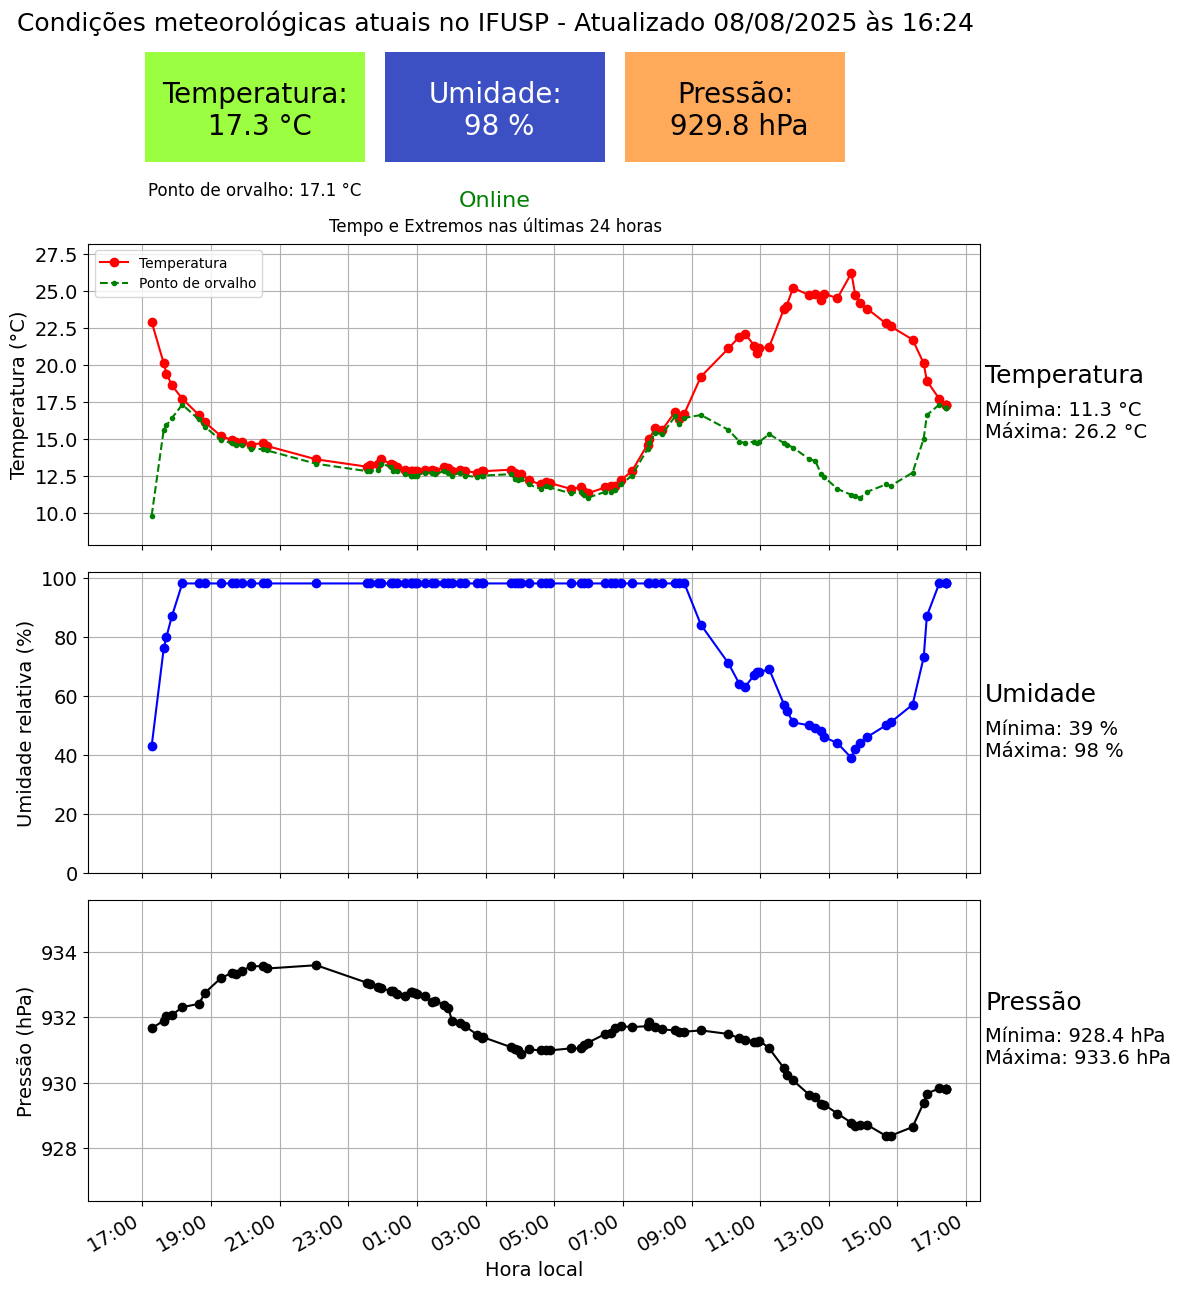 Condições meteorológicas atuais no IFUSP - Atualizado 08/08/2025 às 16:24
Temperatura:
17.3 °C
Umidade:
98 %
Pressão:
929.8 hPa
Ponto de orvalho: 17.1 °C
Online
Tempo e Extremos nas últimas 24 horas
Temperatura
Ponto de orvalho
Temperatura (°C)
27.5
25.0
22.5
20.0
17.5
15.0
12.5
10.0
Temperatura
Mínima: 11.3 °C
Máxima: 26.2 °C
Umidade relativa (%)
100
80
60
40
20
0
Umidade
Mínima: 39 %
Máxima: 98 %
Pressão (hPa)
934
932
930
928
Pressão
Mínima: 928.4 hPa
Máxima: 933.6 hPa
17:00
19:00
21:00
23:00
01:00
03:00
05:00
07:00
09:00
11:00
13:00
15:00
17:00
Hora local